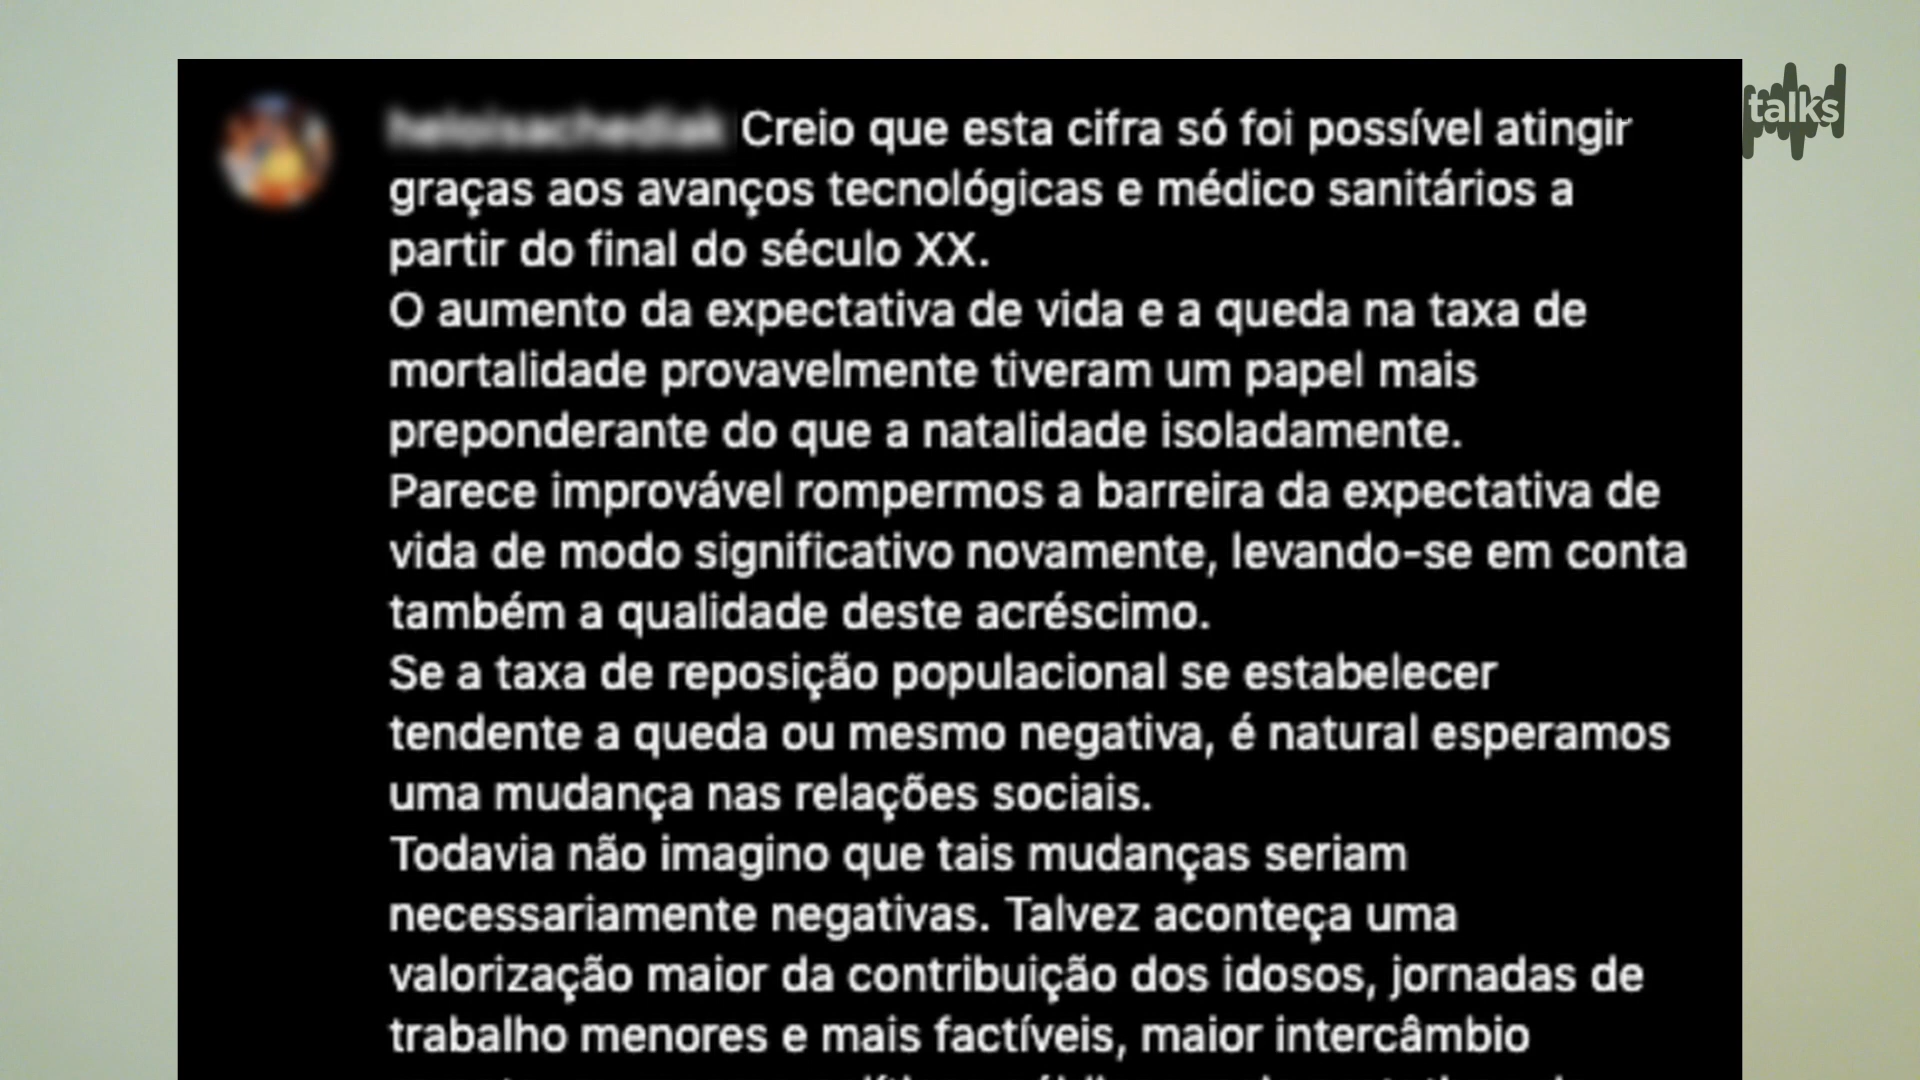 Creio que esta cifra só foi possível atingir
graças aos avanços tecnológicas e médico sanitários a
partir do final do século XX.
O aumento da expectativa de vida e a queda na taxa de
mortalidade provavelmente tiveram um papel mais
preponderante do que a natalidade isoladamente.
Parece improvável rompermos a barreira da expectativa de
vida de modo significativo novamente, levando-se em conta
também a qualidade deste acréscimo.
Se a taxa de reposição populacional se estabelecer
tendente a queda ou mesmo negativa, é natural esperamos
uma mudança nas relações sociais.
Todavia não imagino que tais mudanças seriam
necessariamente negativas. Talvez aconteça uma
valorização maior da contribuição dos idosos, jornadas de
trabalho menores e mais factíveis, maior intercâmbio
talks